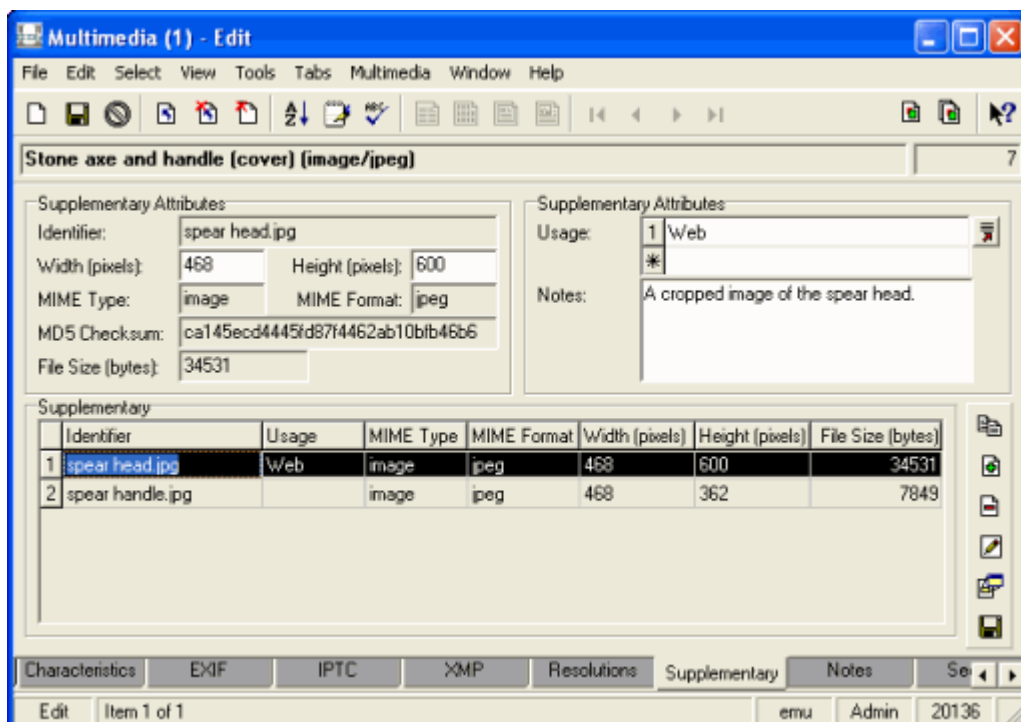 Multimedia (1) - Edit
File Edit Select View Tools Tabs Multimedia Window Help
Stone axe and handle (cover) (image/jpeg) 7
Supplementary Attributes
Identifier: spear head.jpg
Width (pixels): 468 Height (pixels): 600
MIME Type: image MIME Format: jpeg
MD5 Checksum: ca145ecd4445fd87f4462ab10bfb46b6
File Size (bytes): 34531
Supplementary Attributes
Usage: 1 Web
Notes: A cropped image of the spear head.
Supplementary
Identifier Usage MIME Type MIME Format Width (pixels) Height (pixels) File Size (bytes)
1 spear head.jpg Web image jpeg 468 600 34531
2 spear handle.jpg image jpeg 468 362 7849
Characteristics EXIF IPTC XMP Resolutions Supplementary Notes Se
Edit Item 1 of 1 emu Admin 20136